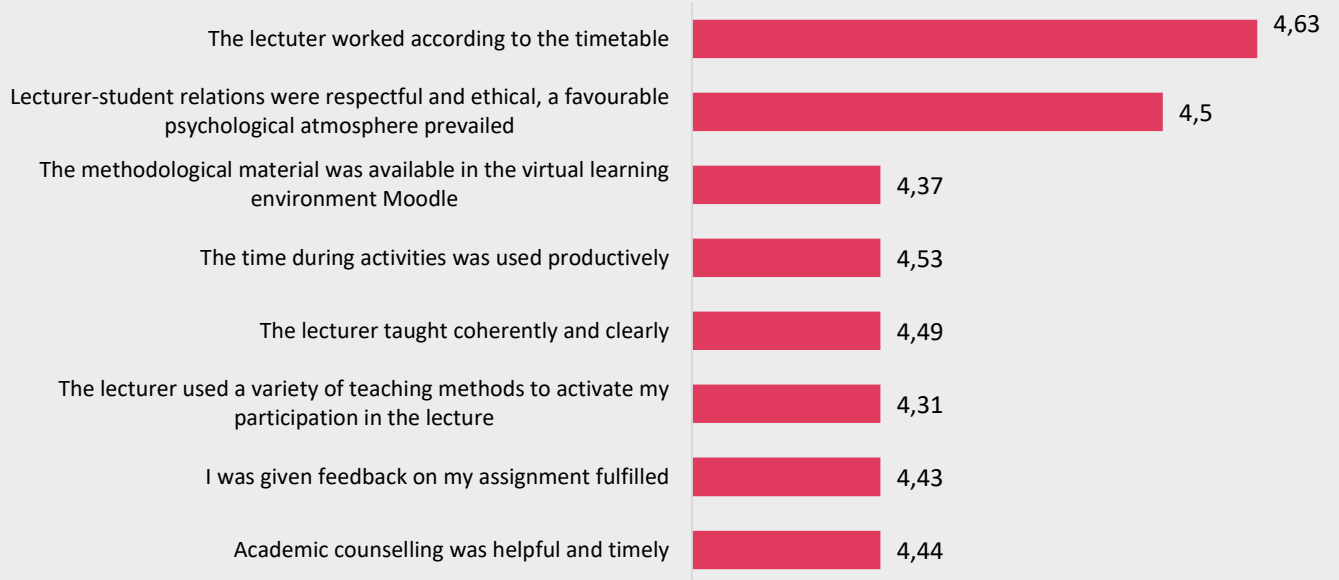 The lectuter worked according to the timetable
4,63
Lecturer-student relations were respectful and ethical, a favourable
psychological atmosphere prevailed
4,5
The methodological material was available in the virtual learning
environment Moodle
4,37
The time during activities was used productively
4,53
The lecturer taught coherently and clearly
4,49
The lecturer used a variety of teaching methods to activate my
participation in the lecture
4,31
I was given feedback on my assignment fulfilled
4,43
Academic counselling was helpful and timely
4,44